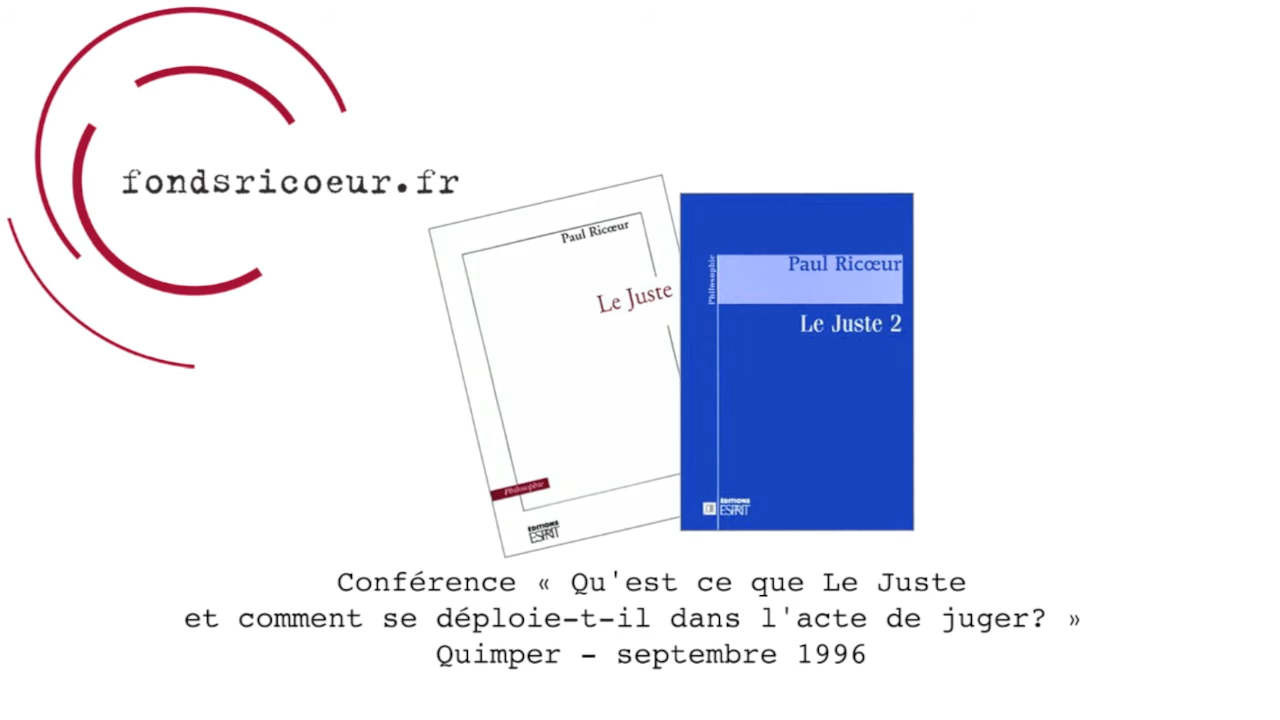 fondsricoeur.fr
Paul Ricœur
Le Juste
Philosophie
EDITIONS
ESPRIT
Philosophie
Paul Ricœur
Le Juste 2
EDITIONS
ESPRIT
Conférence « Qu'est ce que Le Juste
et comment se déploie-t-il dans l'acte de juger? »
Quimper - septembre 1996